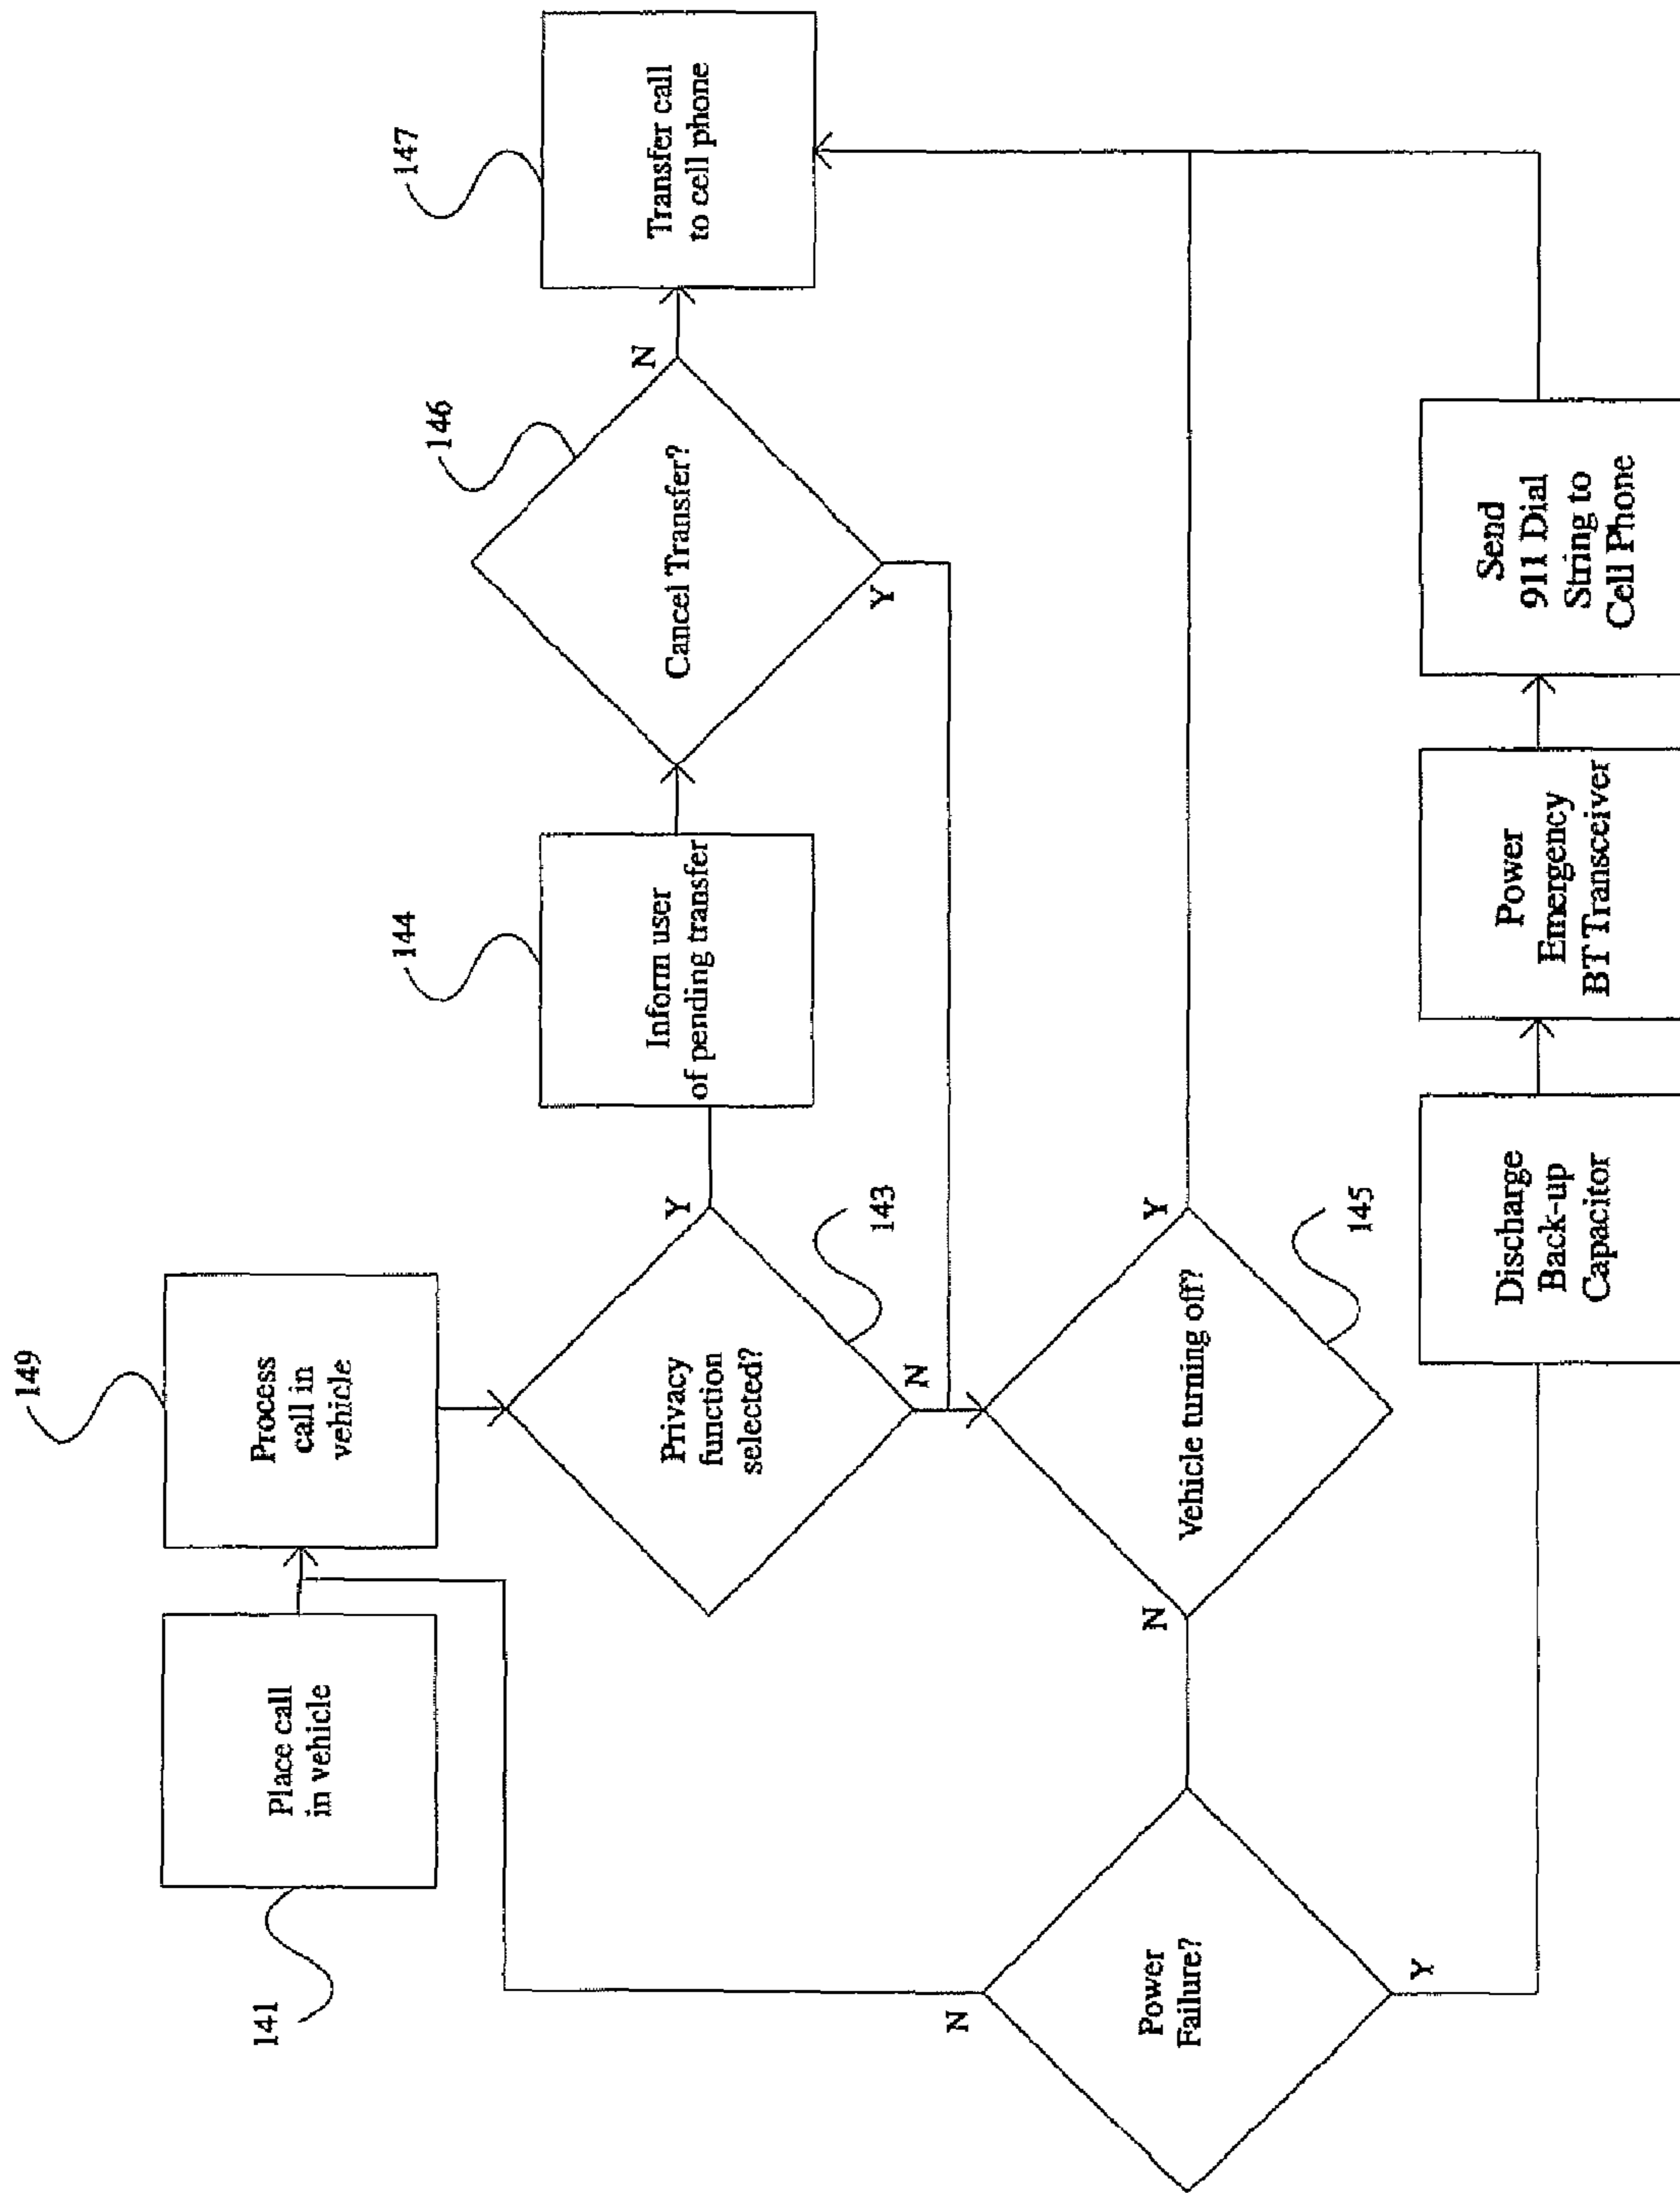 141
Place call
in vehicle
149
Process
call in
vehicle
Privacy
function
selected?
Y
N
143
144
Inform user
of pending transfer
146
Cancel Transfer?
N
Y
147
Transfer call
to cell phone
Vehicle turning off?
Y
N
145
Power
Failure?
N
Y
Discharge
Back-up
Capacitor
Power
Emergency
BT Transceiver
Send
911 Dial
String to
Cell Phone